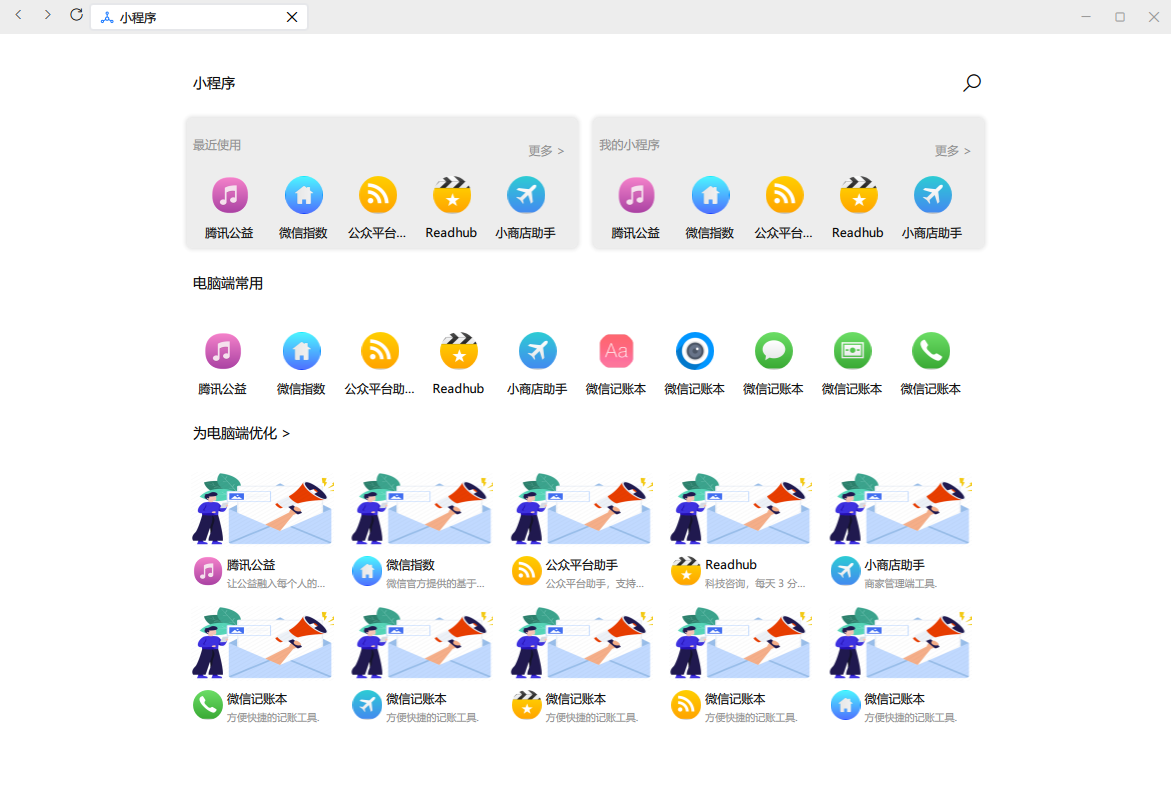 小程序
小程序
最近使用
更多 >
腾讯公益 微信指数 公众平台... Readhub 小商店助手
我的小程序
更多 >
腾讯公益 微信指数 公众平台... Readhub 小商店助手
电脑端常用
Aa
腾讯公益 微信指数 公众平台助... Readhub 小商店助手 微信记账本 微信记账本 微信记账本 微信记账本 微信记账本
为电脑端优化 >
腾讯公益 微信指数 公众平台助手 Readhub 小商店助手
让公益融入每个人的... 微信官方提供的基于... 公众平台助手，支持... 科技咨询，每天 3 分... 商家管理端工具.
微信记账本 微信记账本 微信记账本 微信记账本 微信记账本
方便快捷的记账工具. 方便快捷的记账工具. 方便快捷的记账工具. 方便快捷的记账工具. 方便快捷的记账工具.